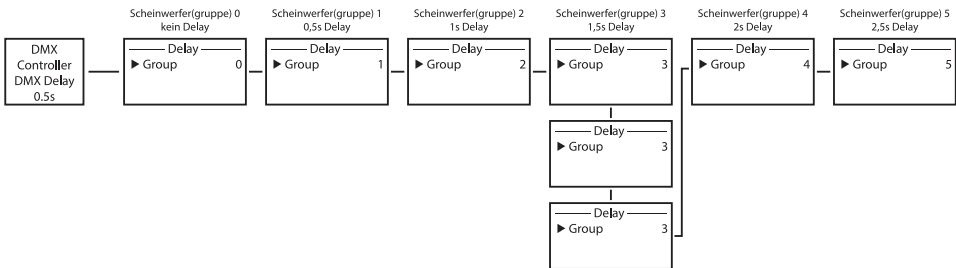 Scheinwerfer(gruppe) 0
kein Delay
Scheinwerfer(gruppe) 1
0,5s Delay
Scheinwerfer(gruppe) 2
1s Delay
Scheinwerfer(gruppe) 3
1,5s Delay
Scheinwerfer(gruppe) 4
2s Delay
Scheinwerfer(gruppe) 5
2,5s Delay
DMX
Controller
DMX Delay
0.5s
Delay
▶ Group 0
Delay
▶ Group 1
Delay
▶ Group 2
Delay
▶ Group 3
Delay
▶ Group 4
Delay
▶ Group 5
Delay
▶ Group 3
Delay
▶ Group 3